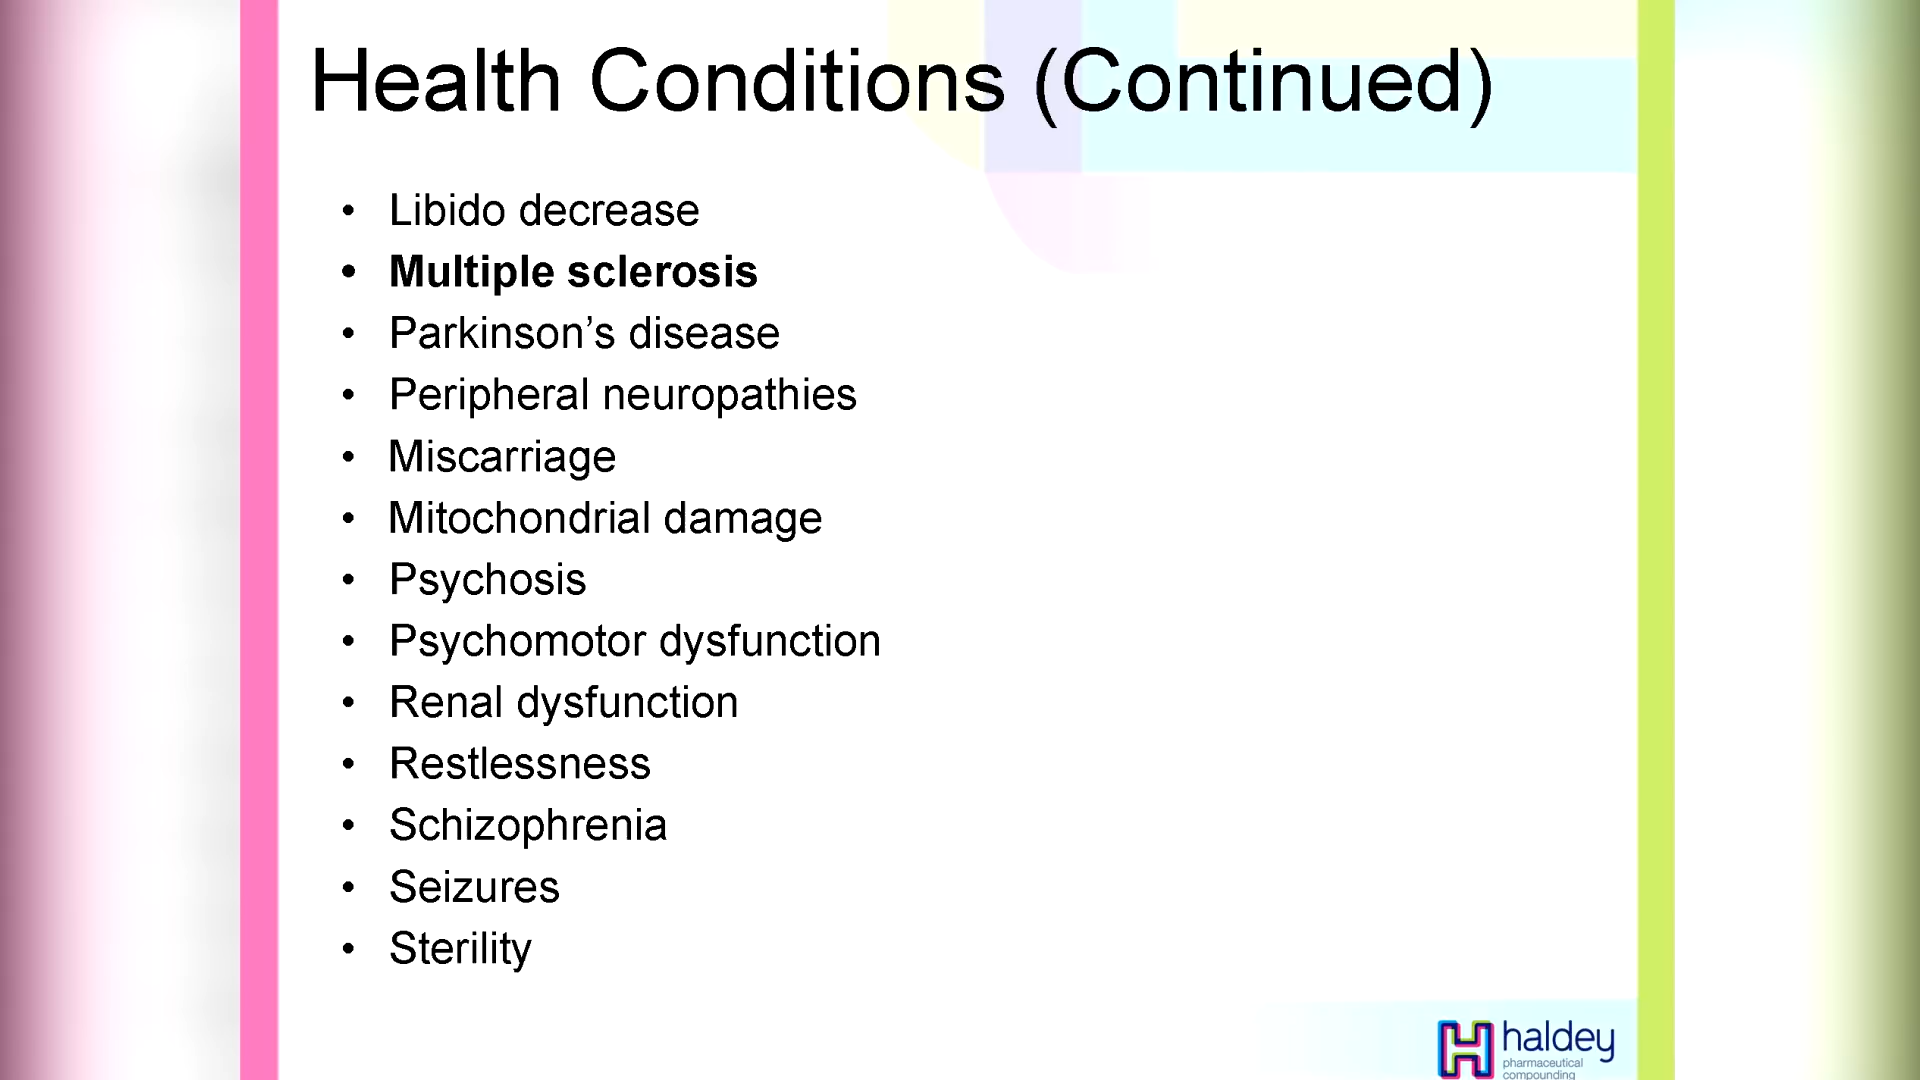 Health Conditions (Continued)
• Libido decrease
• Multiple sclerosis
• Parkinson’s disease
• Peripheral neuropathies
• Miscarriage
• Mitochondrial damage
• Psychosis
• Psychomotor dysfunction
• Renal dysfunction
• Restlessness
• Schizophrenia
• Seizures
• Sterility
haldey
pharmaceutical
compounding